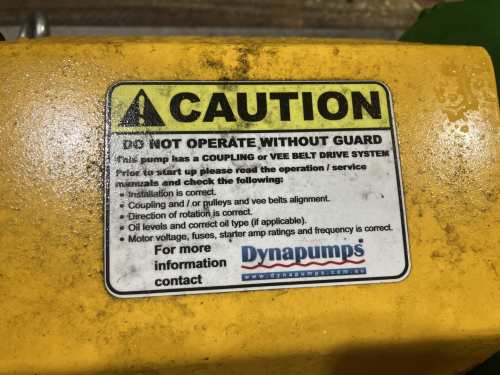 CAUTION
DO NOT OPERATE WITHOUT GUARD
This pump has a COUPLING or VEE BELT DRIVE SYSTEM
Prior to start up please read the operation / service
manuals and check the following:
• Installation is correct.
• Coupling and / or pulleys and vee belts alignment.
• Direction of rotation is correct.
• Oil levels and correct oil type (if applicable).
• Motor voltage, fuses, starter amp ratings and frequency is correct.
For more
information
contact
Dynapumps
www.dynapumps.com.au